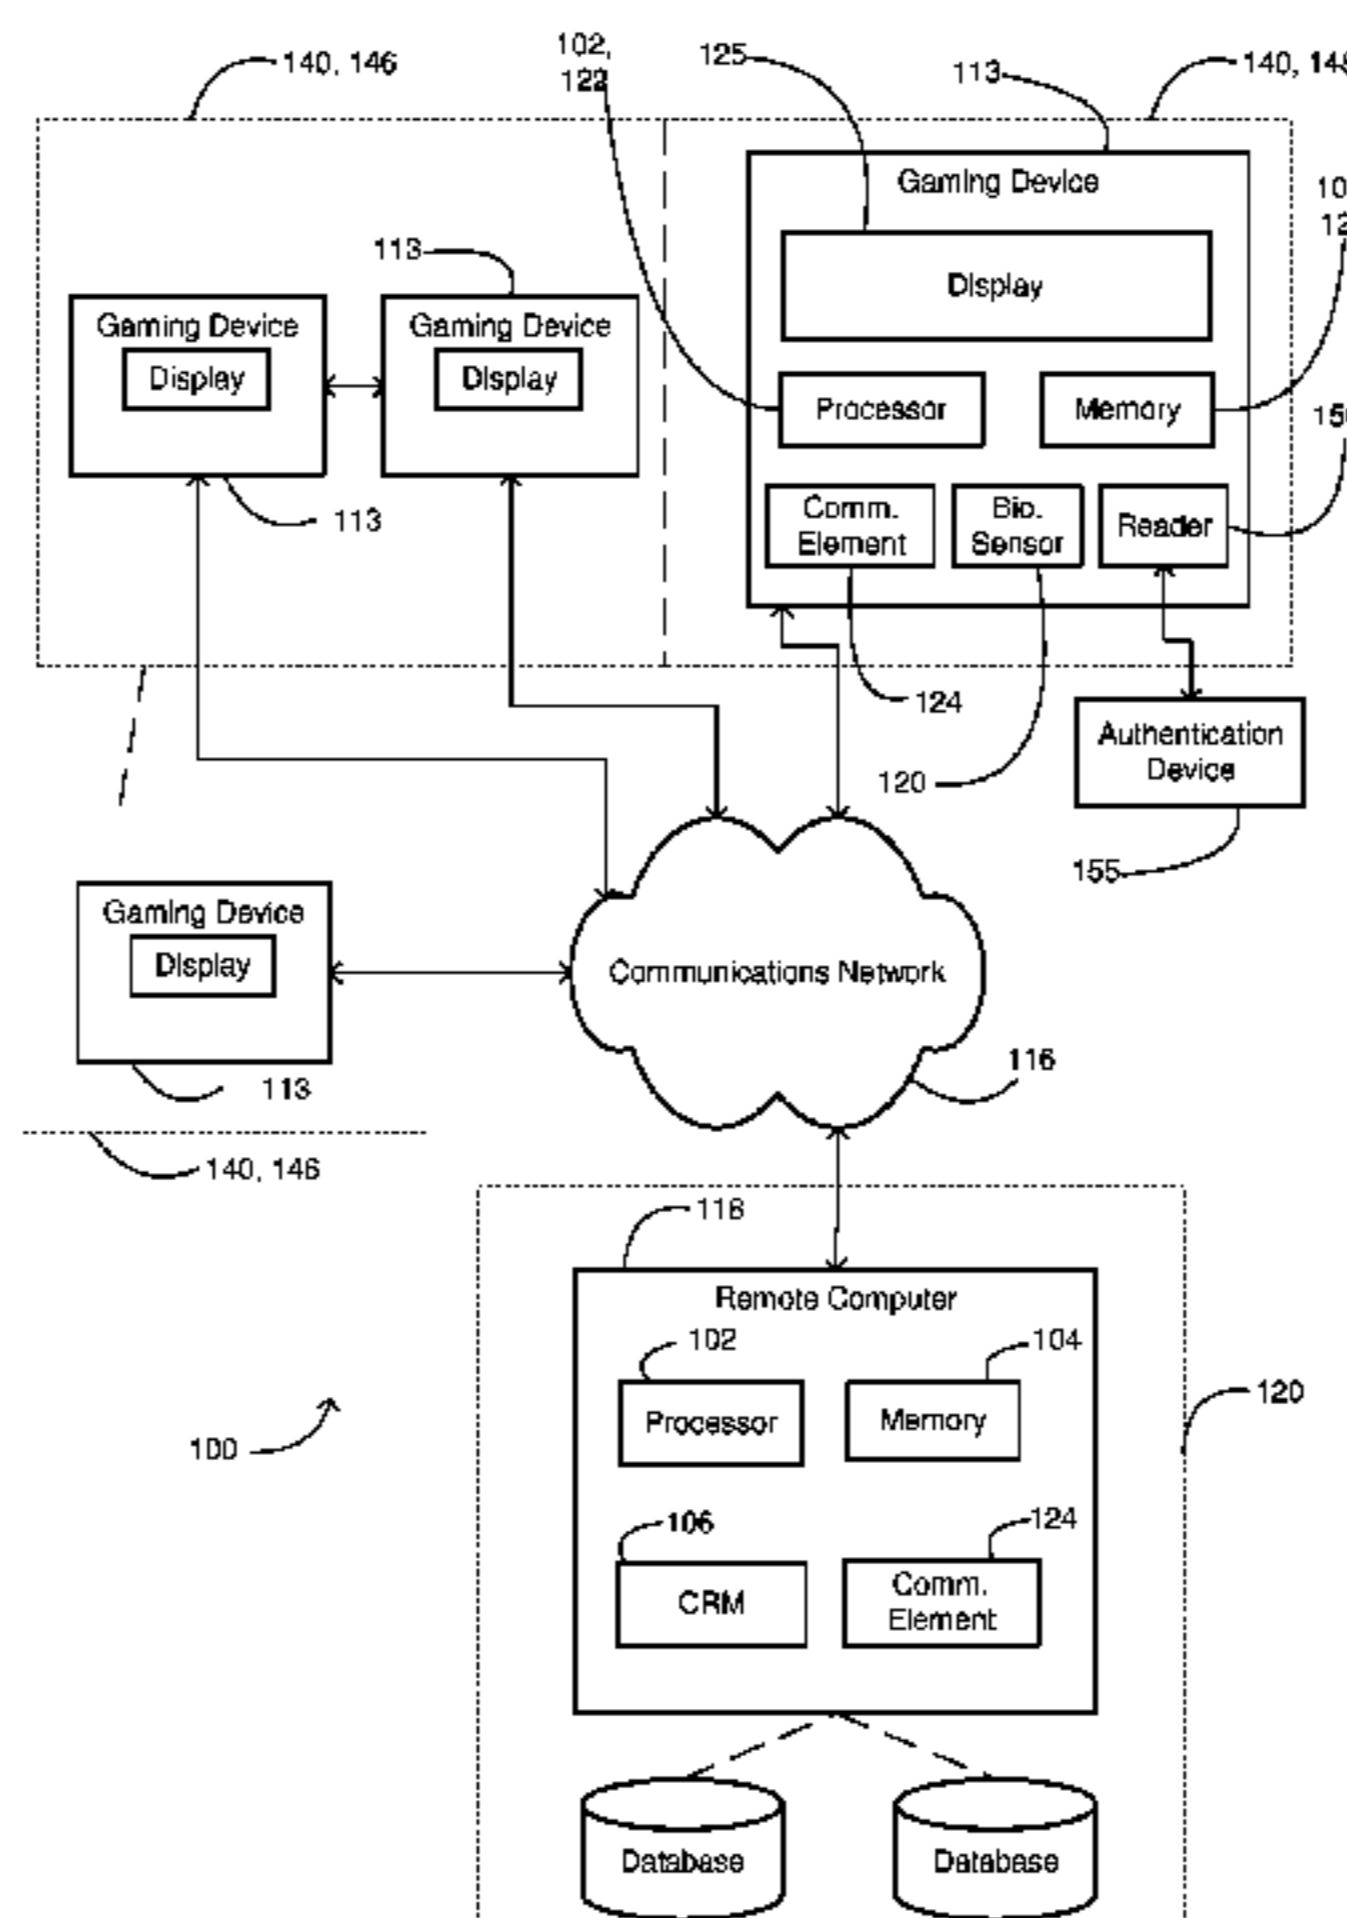 140, 146
102,
122
125
113
Gaming Device
Display
113
Gaming Device
Display
Gaming Device
Display
113
Processor
Memory
Comm.
Element
Bio.
Sensor
Reader
124
120
Authentication
Device
155
Gaming Device
Display
113
Communications Network
116
140, 146
118
Remote Computer
102
104
Processor
Memory
120
100
106
124
CRM
Comm.
Element
Database
Database